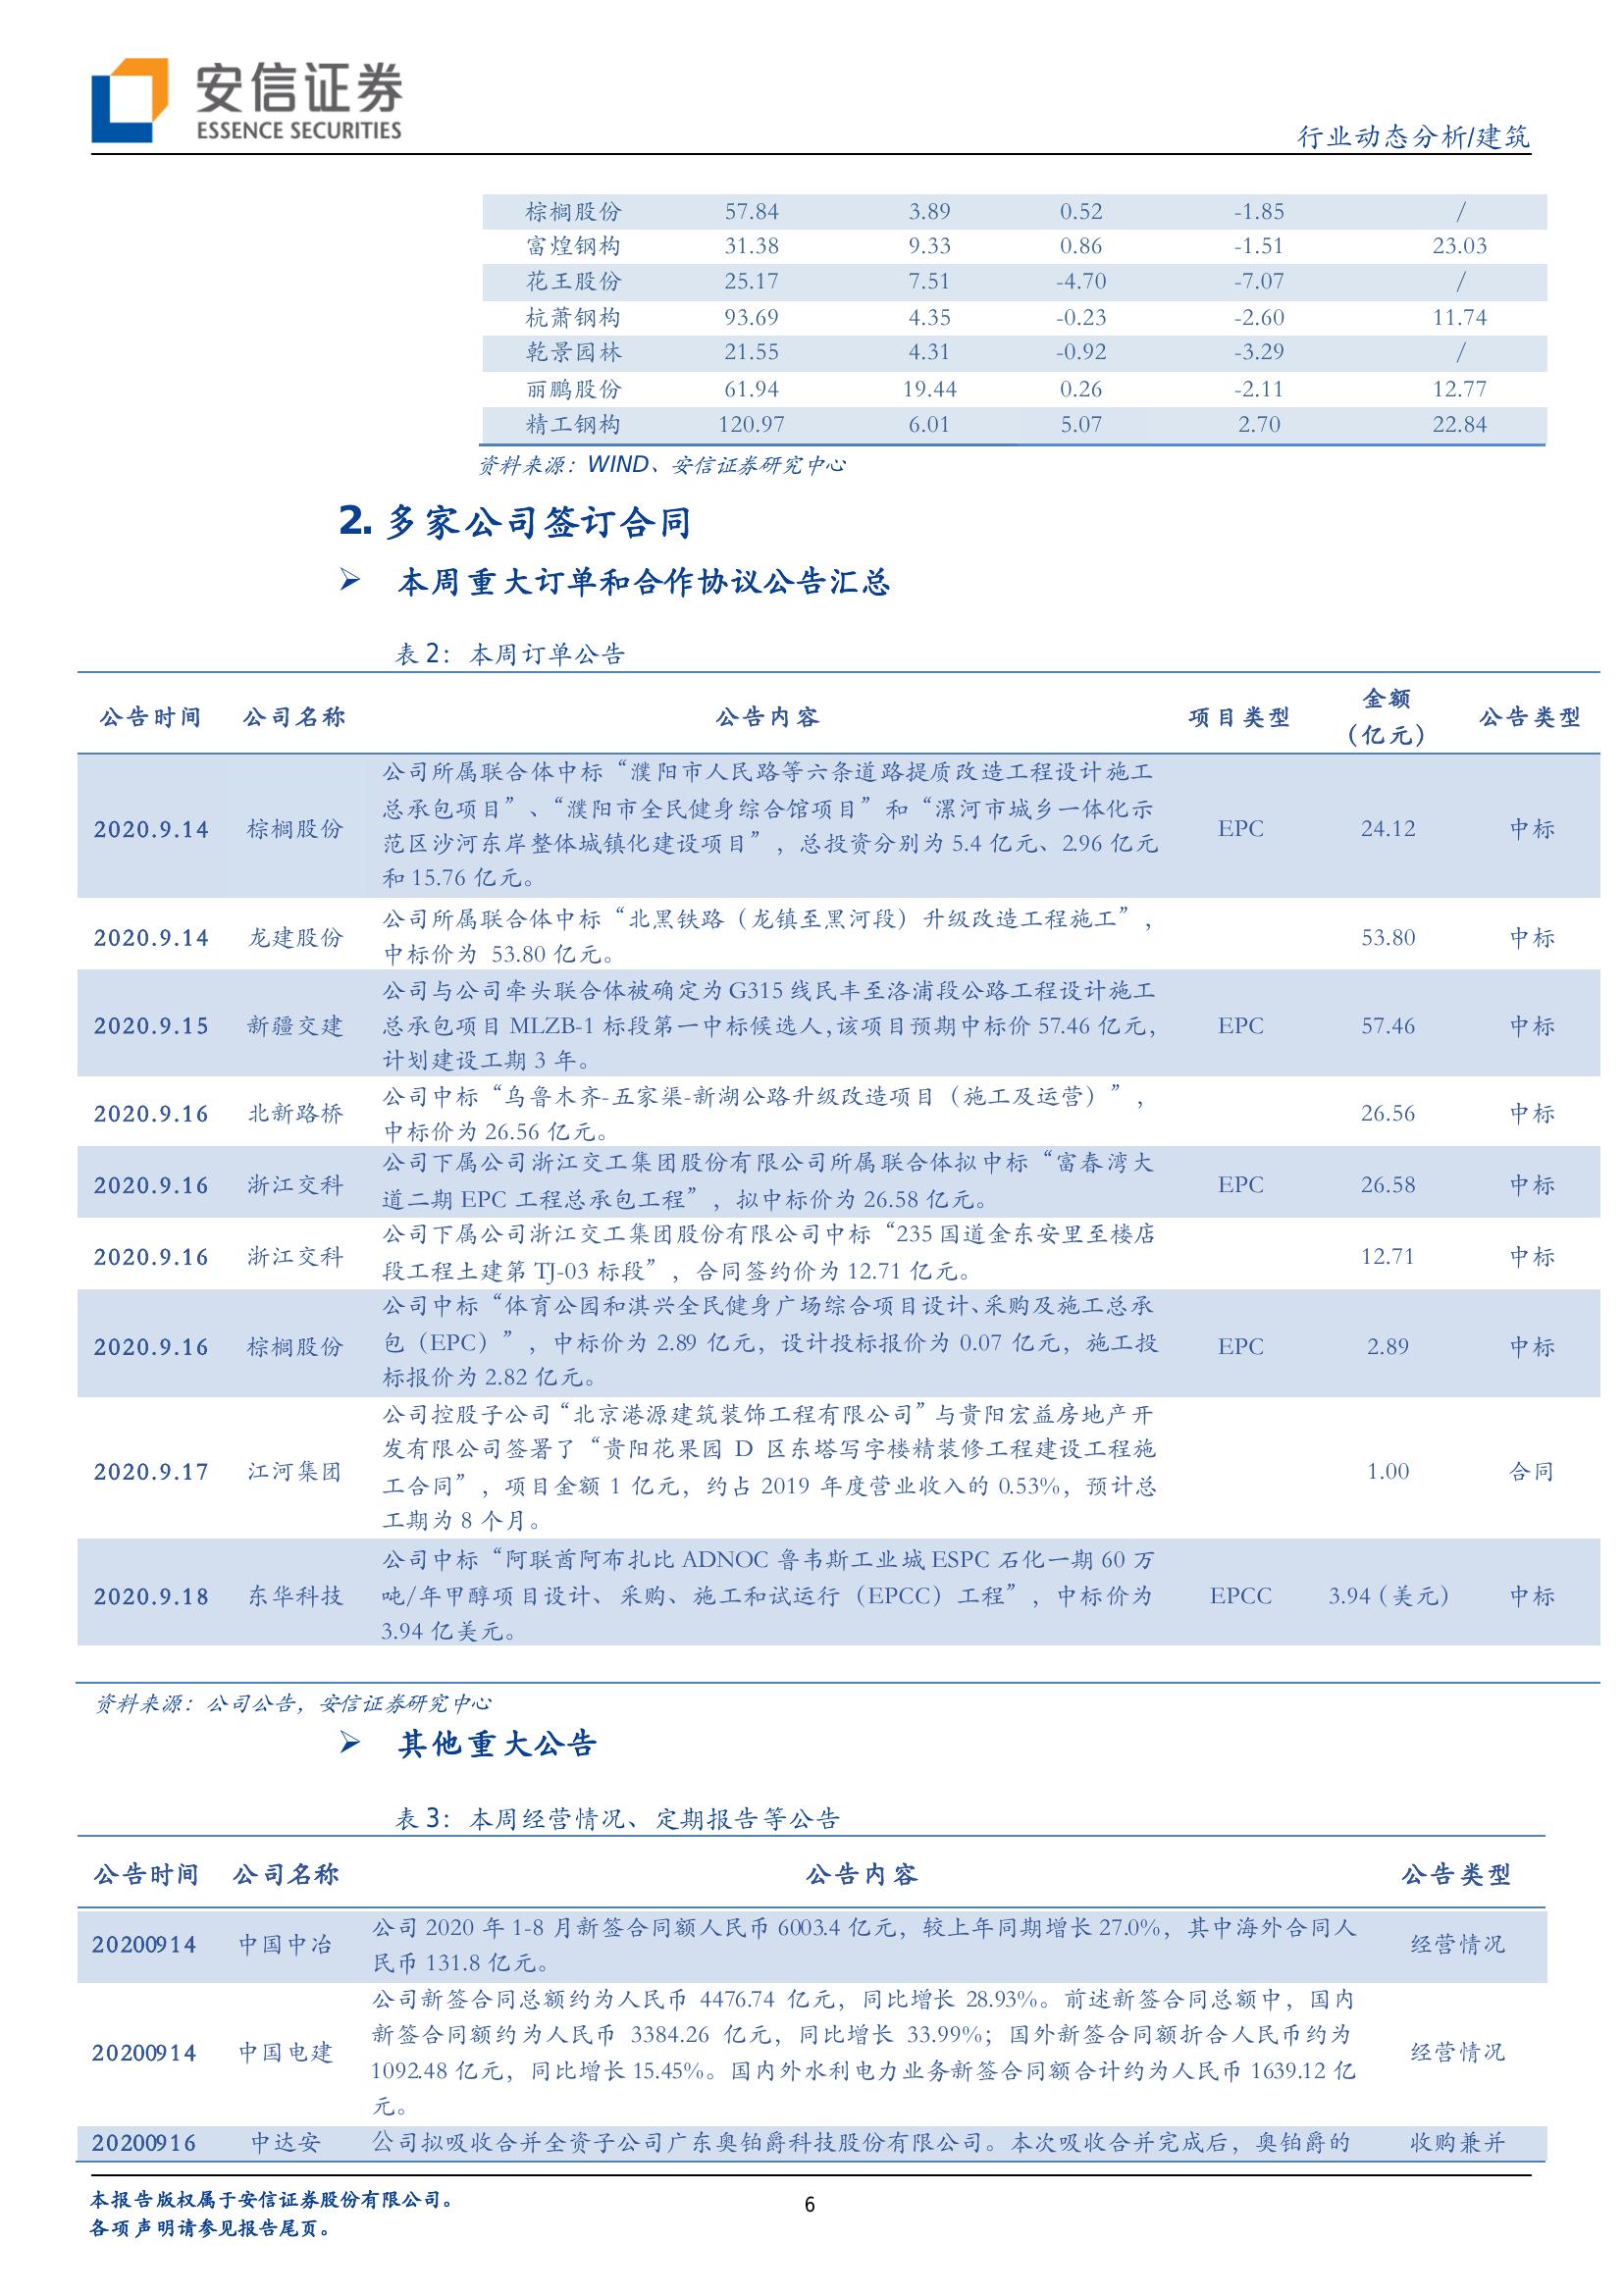 安信证券
ESSENCE SECURITIES
行业动态分析/建筑
棕榈股份 57.84 3.89 0.52 -1.85 /
富煌钢构 31.38 9.33 0.86 -1.51 23.03
花王股份 25.17 7.51 -4.70 -7.07 /
杭萧钢构 93.69 4.35 -0.23 -2.60 11.74
乾景园林 21.55 4.31 -0.92 -3.29 /
丽鹏股份 61.94 19.44 0.26 -2.11 12.77
精工钢构 120.97 6.01 5.07 2.70 22.84
资料来源：WIND、安信证券研究中心
2. 多家公司签订合同
➢ 本周重大订单和合作协议公告汇总
表 2：本周订单公告
公告时间 公司名称 公告内容 项目类型 金额（亿元） 公告类型
公司所属联合体中标“濮阳市人民路等六条道路提质改造工程设计施工
总承包项目”、“濮阳市全民健身综合馆项目”和“漯河市城乡一体化示
2020.9.14 棕榈股份 范区沙河东岸整体城镇化建设项目”，总投资分别为 5.4 亿元、2.96 亿元 EPC 24.12 中标
和 15.76 亿元。
公司所属联合体中标“北黑铁路（龙镇至黑河段）升级改造工程施工”，
2020.9.14 龙建股份 中标价为 53.80 亿元。 53.80 中标
公司与公司牵头联合体被确定为 G315 线民丰至洛浦段公路工程设计施工
2020.9.15 新疆交建 总承包项目 MLZB-1 标段第一中标候选人，该项目预期中标价 57.46 亿元， EPC 57.46 中标
计划建设工期 3 年。
公司中标“乌鲁木齐-五家渠-新湖公路升级改造项目（施工及运营）”，
2020.9.16 北新路桥 中标价为 26.56 亿元。 26.56 中标
公司下属公司浙江交工集团股份有限公司所属联合体拟中标“富春湾大
2020.9.16 浙江交科 道二期 EPC 工程总承包工程”，拟中标价为 26.58 亿元。 EPC 26.58 中标
公司下属公司浙江交工集团股份有限公司中标“235 国道金东安里至楼店
2020.9.16 浙江交科 段工程土建第 TJ-03 标段”，合同签约价为 12.71 亿元。 12.71 中标
公司中标“体育公园和淇兴全民健身广场综合项目设计、采购及施工总承
2020.9.16 棕榈股份 包（EPC）”，中标价为 2.89 亿元，设计投标报价为 0.07 亿元，施工投 EPC 2.89 中标
标报价为 2.82 亿元。
公司控股子公司“北京港源建筑装饰工程有限公司”与贵阳宏益房地产开
发有限公司签署了“贵阳花果园 D 区东塔写字楼精装修工程建设工程施
2020.9.17 江河集团 工合同”，项目金额 1 亿元，约占 2019 年度营业收入的 0.53%，预计总 1.00 合同
工期为 8 个月。
公司中标“阿联酋阿布扎比 ADNOC 鲁韦斯工业城 ESPC 石化一期 60 万
2020.9.18 东华科技 吨/年甲醇项目设计、采购、施工和试运行（EPCC）工程”，中标价为 EPCC 3.94（美元） 中标
3.94 亿美元。
资料来源：公司公告，安信证券研究中心
➢ 其他重大公告
表 3：本周经营情况、定期报告等公告
公告时间 公司名称 公告内容 公告类型
公司 2020 年 1-8 月新签合同额人民币 6003.4 亿元，较上年同期增长 27.0%，其中海外合同人
20200914 中国中冶 民币 131.8 亿元。 经营情况
公司新签合同总额约为人民币 4476.74 亿元，同比增长 28.93%。前述新签合同总额中，国内
新签合同额约为人民币 3384.26 亿元，同比增长 33.99%；国外新签合同额折合人民币约为
20200914 中国电建 1092.48 亿元，同比增长 15.45%。国内外水利电力业务新签合同额合计约为人民币 1639.12 亿 经营情况
元。
20200916 中达安 公司拟吸收合并全资子公司广东奥铂爵科技股份有限公司。本次吸收合并完成后，奥铂爵的 收购兼并
本报告版权属于安信证券股份有限公司。
各项声明请参见报告尾页。
6